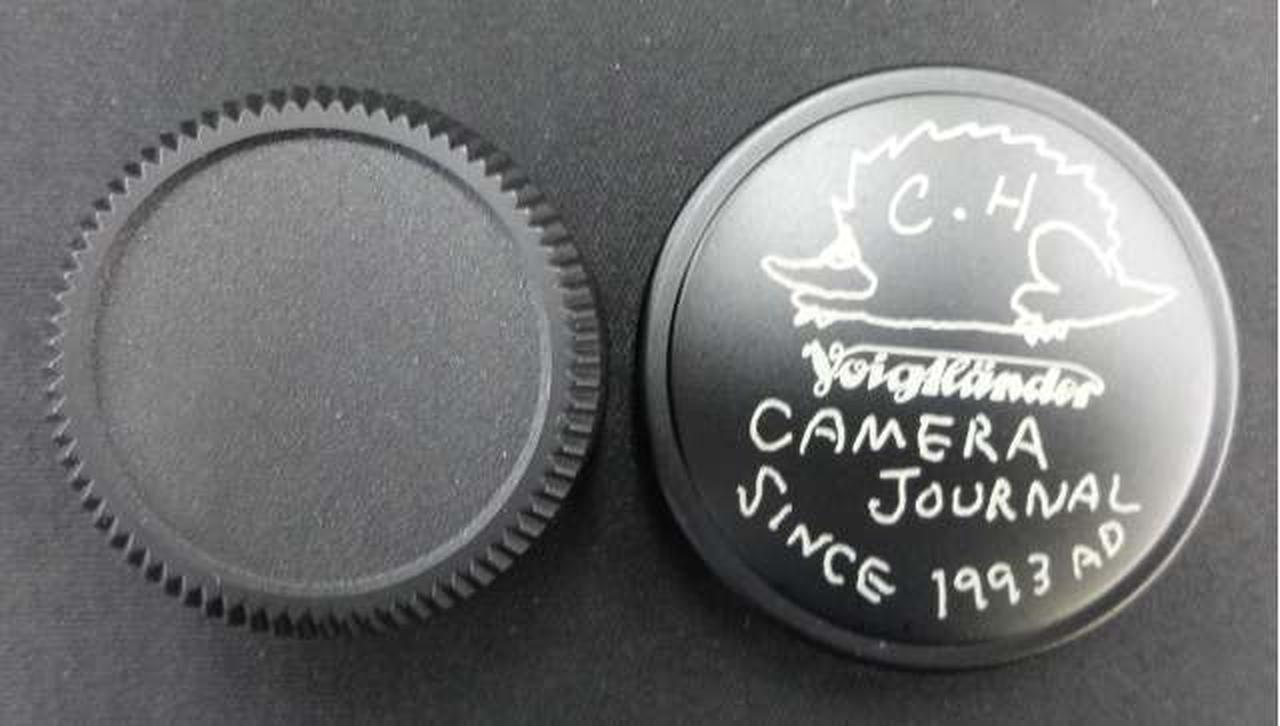 C.H
Voigtländer
CAMERA
JOURNAL
SINCE 1993 AD